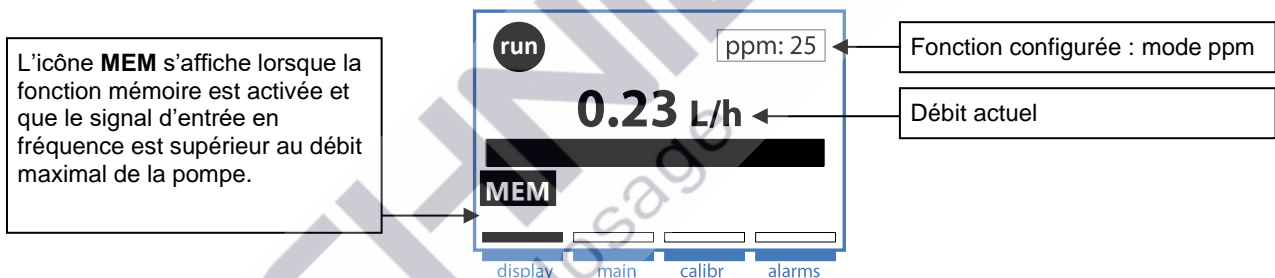 L'icône MEM s'affiche lorsque la
fonction mémoire est activée et
que le signal d'entrée en
fréquence est supérieur au débit
maximal de la pompe.
run
ppm: 25
0.23 L/h
MEM
display main calibr alarms
Fonction configurée : mode ppm
Débit actuel